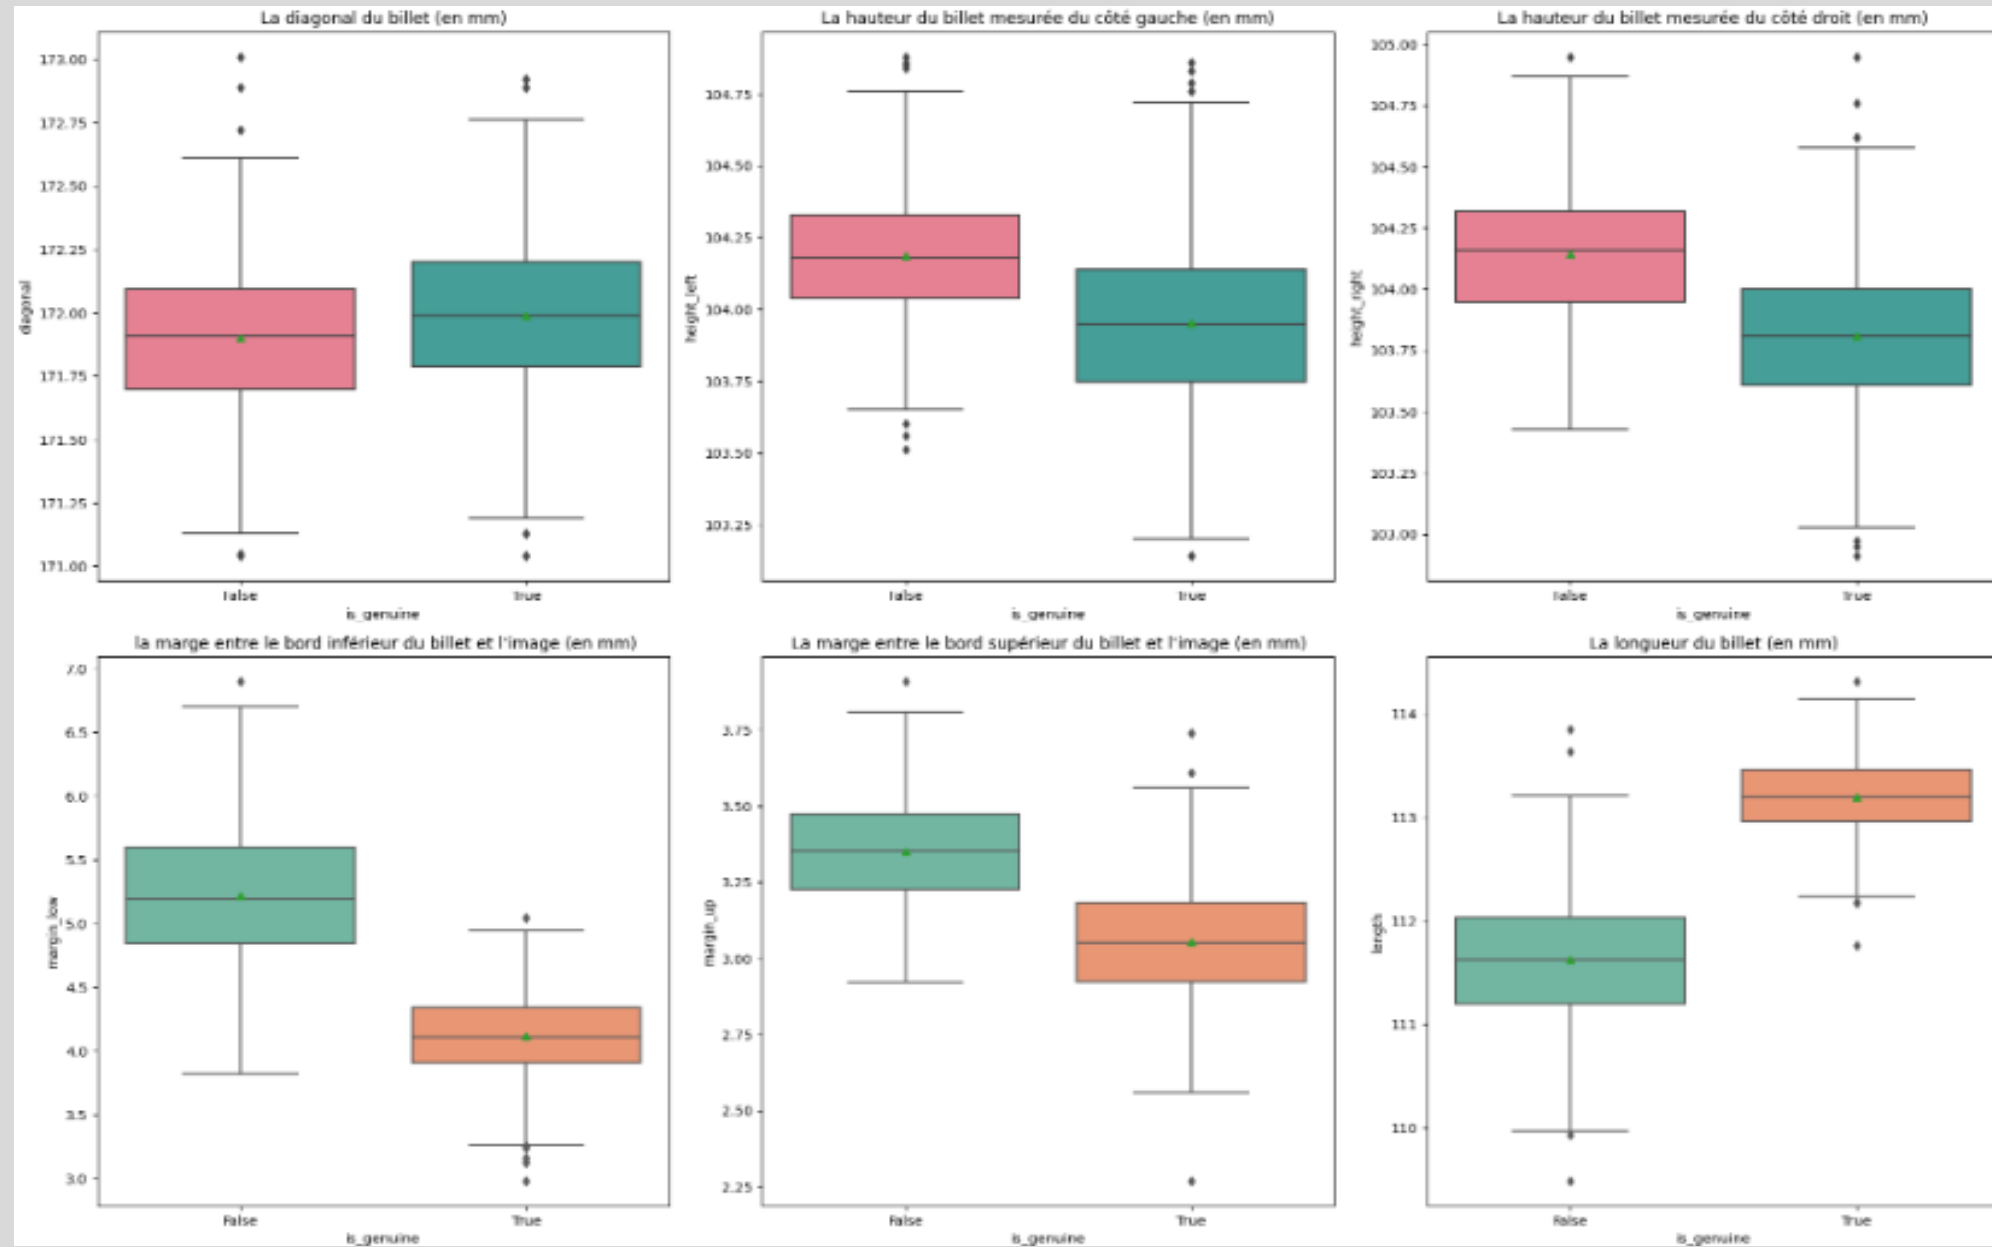 La diagonal du billet (en mm)
173.00
172.75
172.50
172.25
172.00
171.75
171.50
171.25
171.00
diagonal
False
True
is_genuine
La hauteur du billet mesurée du côté gauche (en mm)
104.75
104.50
104.25
104.00
103.75
103.50
103.25
height_left
False
True
is_genuine
La hauteur du billet mesurée du côté droit (en mm)
105.00
104.75
104.50
104.25
104.00
103.75
103.50
103.25
103.00
height_right
False
True
is_genuine
la marge entre le bord inférieur du billet et l'image (en mm)
7.0
6.5
6.0
5.5
5.0
4.5
4.0
3.5
3.0
margin_low
False
True
is_genuine
La marge entre le bord supérieur du billet et l'image (en mm)
3.75
3.50
3.25
3.00
2.75
2.50
2.25
margin_up
False
True
is_genuine
La longueur du billet (en mm)
114
113
112
111
110
length
False
True
is_genuine